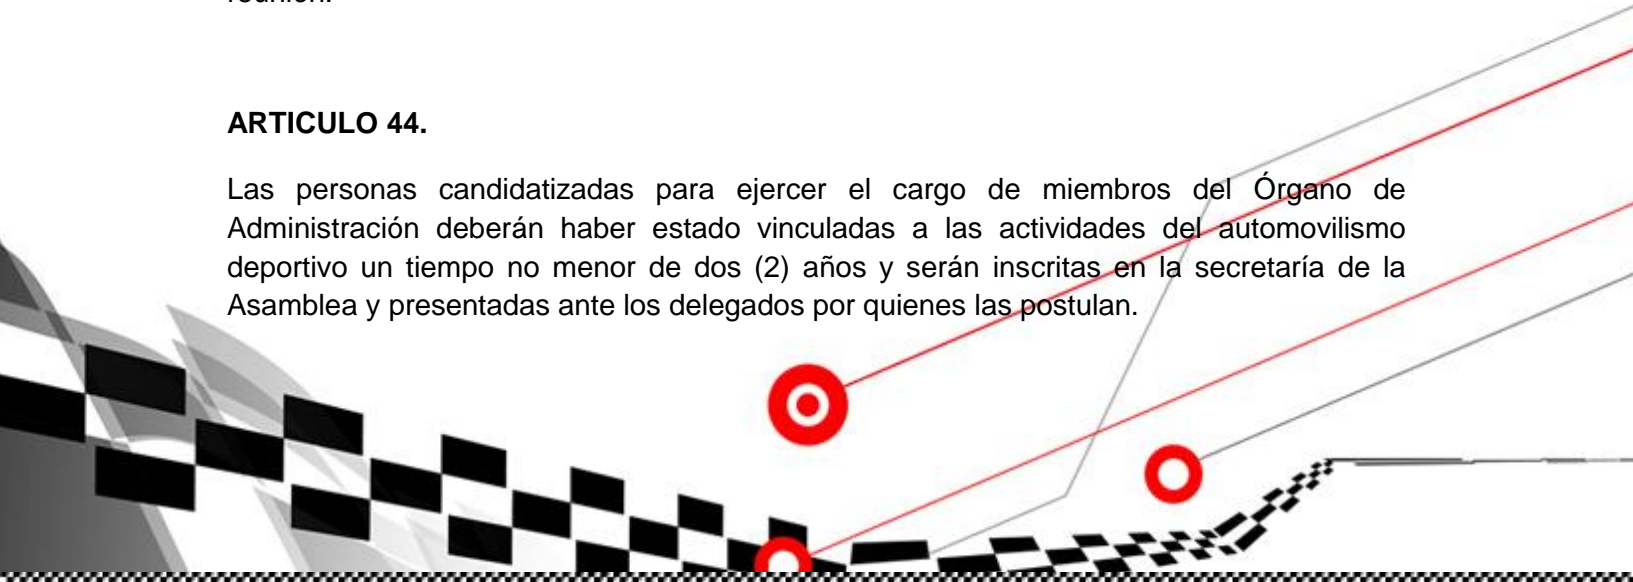 reunión.
ARTICULO 44.
Las personas candidatizadas para ejercer el cargo de miembros del Órgano de
Administración deberán haber estado vinculadas a las actividades del automovilismo
deportivo un tiempo no menor de dos (2) años y serán inscritas en la secretaría de la
Asamblea y presentadas ante los delegados por quienes las postulan.